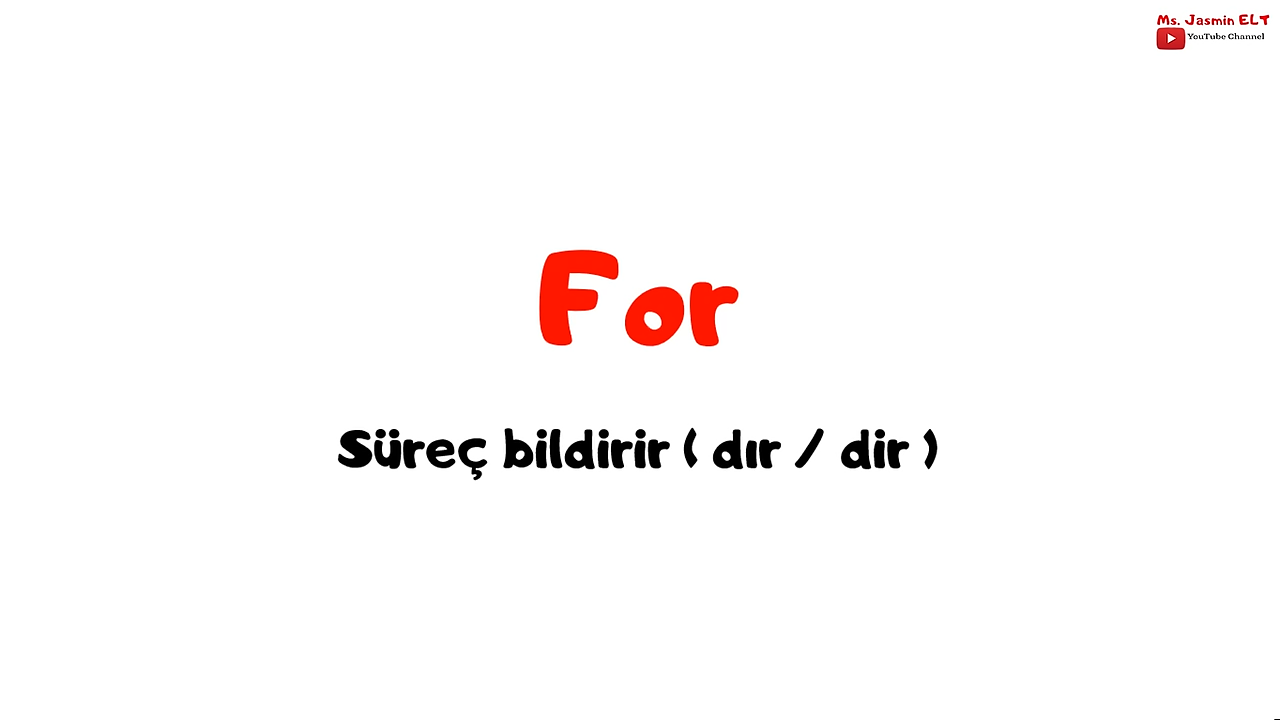 Ms. Jasmin ELT
YouTube Channel
For
Süreç bildirir ( dır / dir )